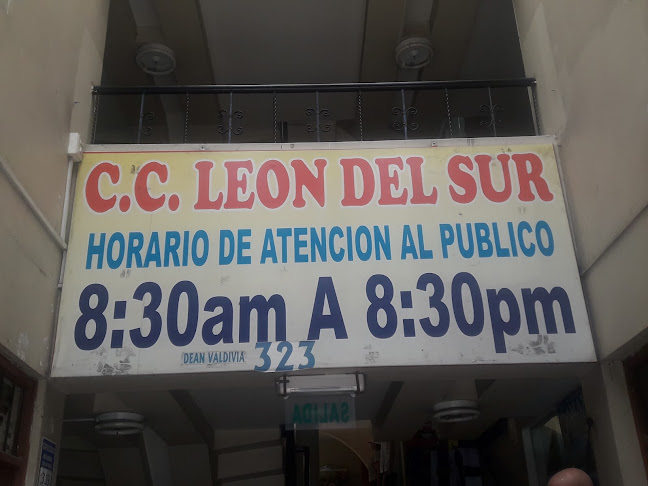 C.C. LEON DEL SUR
HORARIO DE ATENCION AL PUBLICO
8:30am A 8:30pm
DEAN VALDIVIA 323
SALIDA